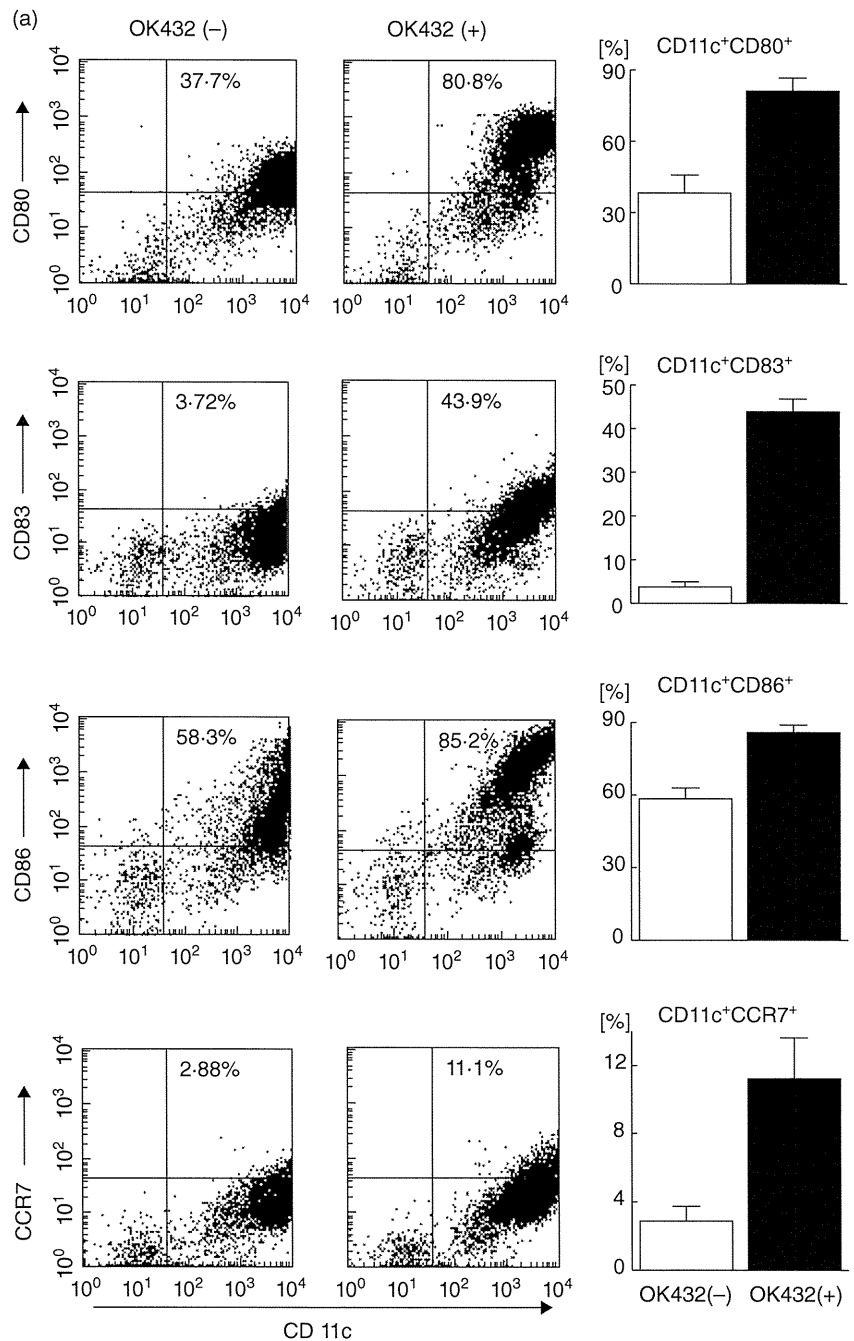 (a)
OK432 (–) OK432 (+)
[%] CD11c⁺CD80⁺
CD80
10⁴
10³
10²
10¹
10⁰
37·7%
80·8%
10⁰ 10¹ 10² 10³ 10⁴
10⁰ 10¹ 10² 10³ 10⁴
90
60
30
0
[%] CD11c⁺CD83⁺
CD83
10⁴
10³
10²
10¹
10⁰
3·72%
43·9%
10⁰ 10¹ 10² 10³ 10⁴
10⁰ 10¹ 10² 10³ 10⁴
50
40
30
20
10
0
[%] CD11c⁺CD86⁺
CD86
10⁴
10³
10²
10¹
10⁰
58·3%
85·2%
10⁰ 10¹ 10² 10³ 10⁴
10⁰ 10¹ 10² 10³ 10⁴
90
60
30
0
[%] CD11c⁺CCR7⁺
CCR7
10⁴
10³
10²
10¹
10⁰
2·88%
11·1%
10⁰ 10¹ 10² 10³ 10⁴
10⁰ 10¹ 10² 10³ 10⁴
12
8
4
0
OK432(–) OK432(+)
CD 11c